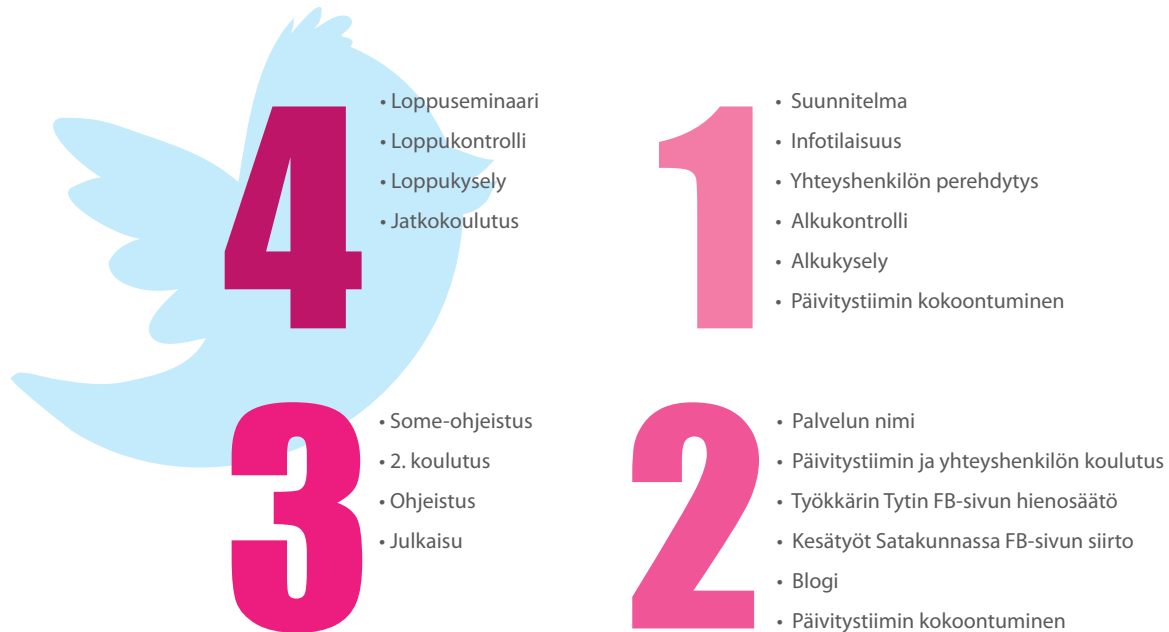 4
• Loppuseminaari
• Loppukontrolli
• Loppukysely
• Jatkokoulutus
1
• Suunnitelma
• Infotilaisuus
• Yhteyshenkilön perehdytys
• Alkukontrolli
• Alkukysely
• Päivitystiimin kokoontuminen
3
• Some-ohjeistus
• 2. koulutus
• Ohjeistus
• Julkaisu
2
• Palvelun nimi
• Päivitystiimin ja yhteyshenkilön koulutus
• Työkkärin Tytin FB-sivun hienosäätö
• Kesätyöt Satakunnassa FB-sivun siirto
• Blogi
• Päivitystiimin kokoontuminen